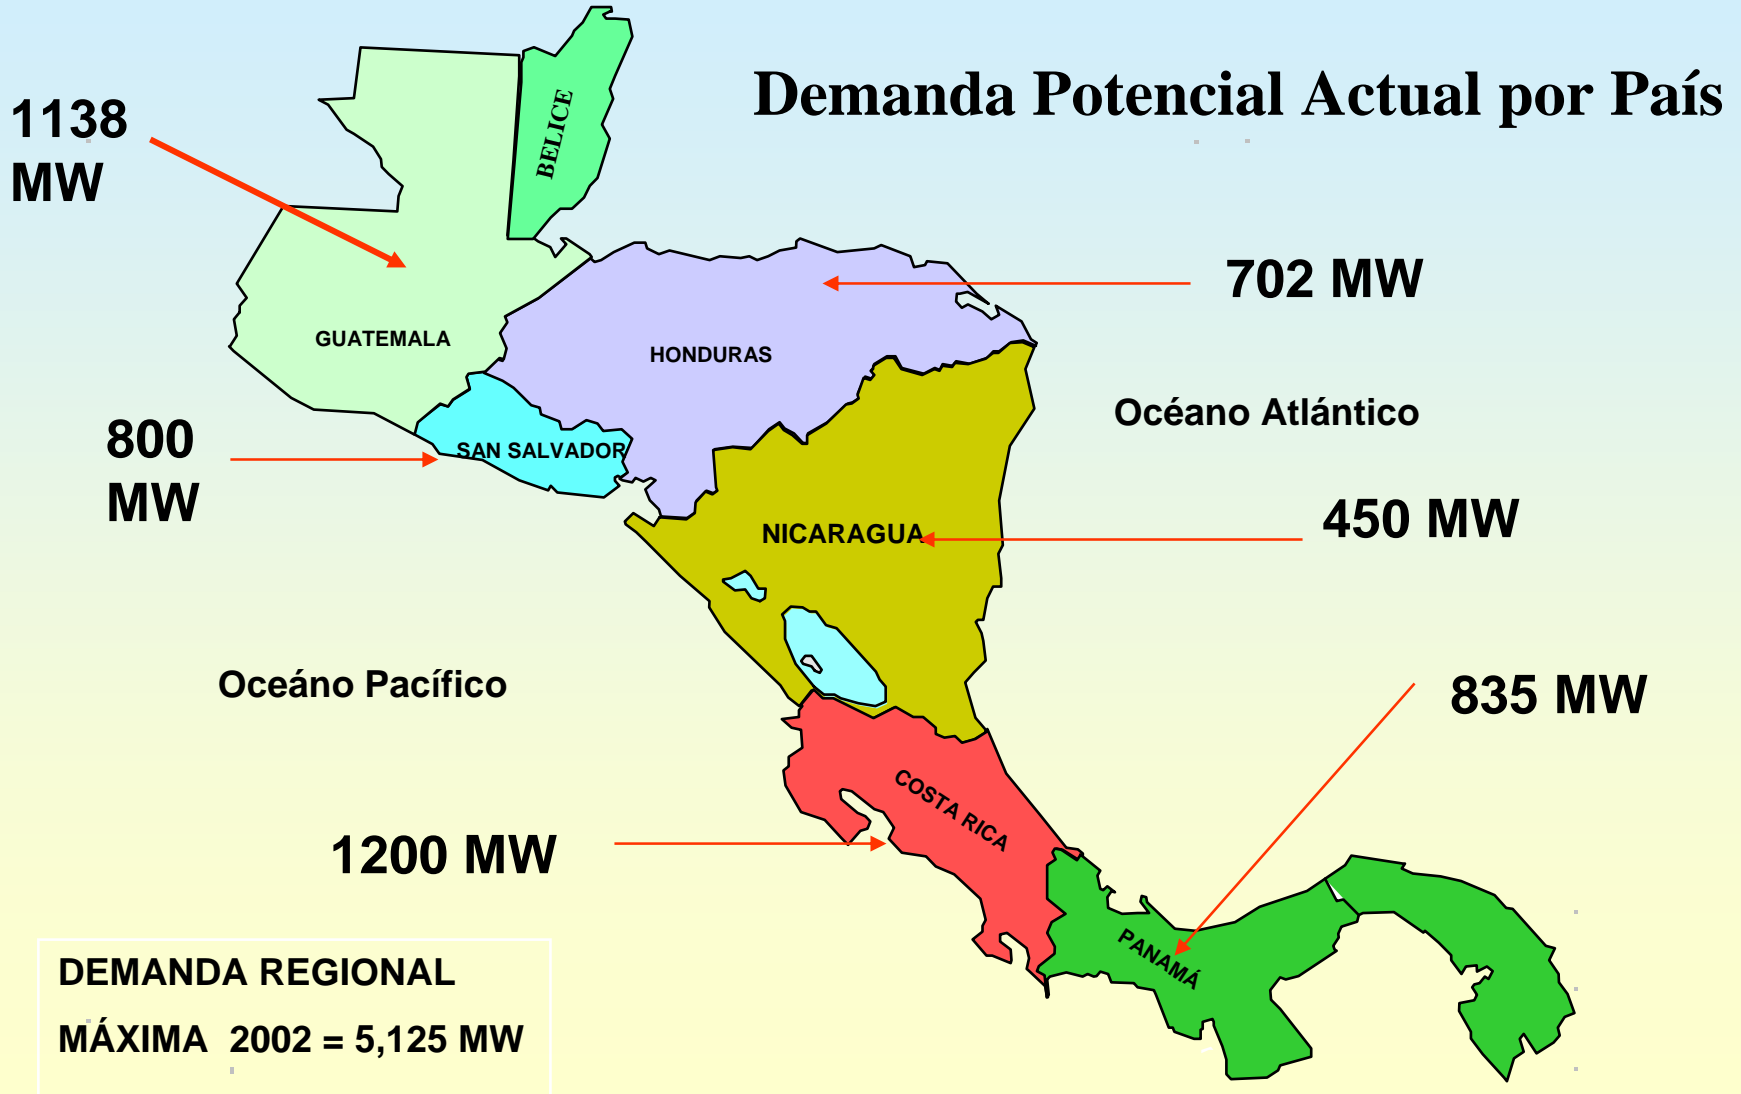 Demanda Potencial Actual por País
1138
MW
BELICE
702 MW
GUATEMALA
HONDURAS
Océano Atlántico
800
MW
SAN SALVADOR
NICARAGUA
450 MW
Oceáno Pacífico
835 MW
COSTA RICA
1200 MW
PANAMÁ
DEMANDA REGIONAL
MÁXIMA 2002 = 5,125 MW